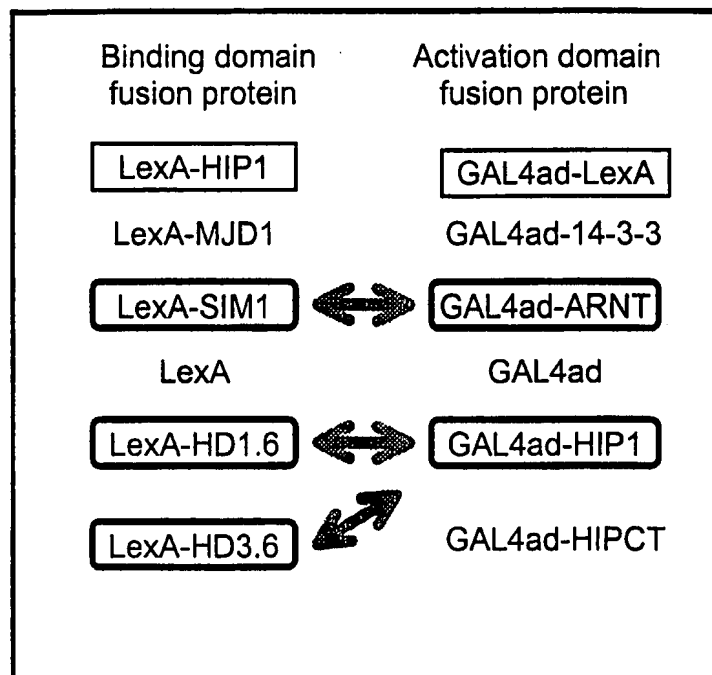 Binding domain
fusion protein
Activation domain
fusion protein
LexA-HIP1
GAL4ad-LexA
LexA-MJD1
GAL4ad-14-3-3
LexA-SIM1
GAL4ad-ARNT
LexA
GAL4ad
LexA-HD1.6
GAL4ad-HIP1
LexA-HD3.6
GAL4ad-HIPCT